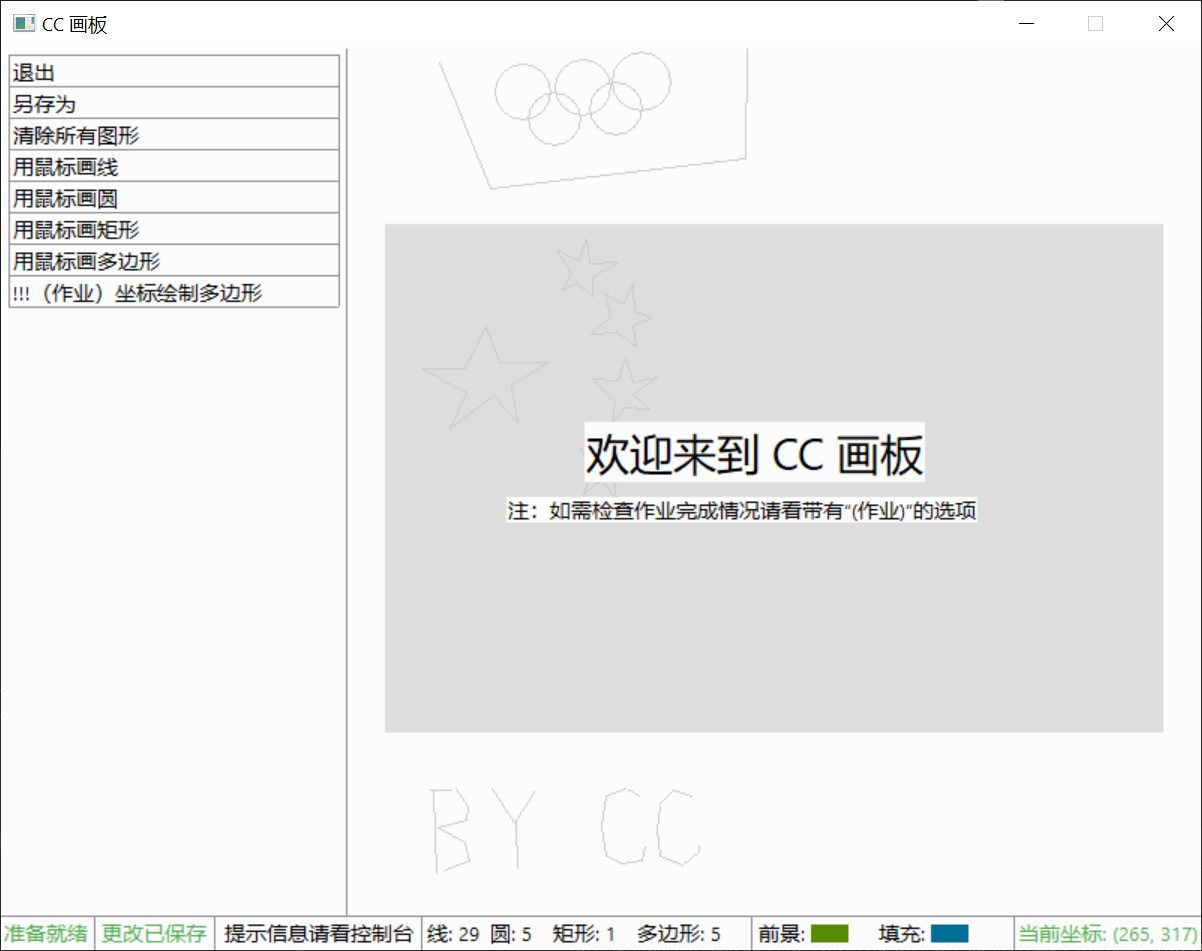 CC 画板
退出
另存为
清除所有图形
用鼠标画线
用鼠标画圆
用鼠标画矩形
用鼠标画多边形
!!!（作业）坐标绘制多边形
欢迎来到 CC 画板
注：如需检查作业完成情况请看带有“(作业)”的选项
BY CC
准备就绪 更改已保存 提示信息请看控制台 线: 29 圆: 5 矩形: 1 多边形: 5 前景: 填充: 当前坐标: (265, 317)